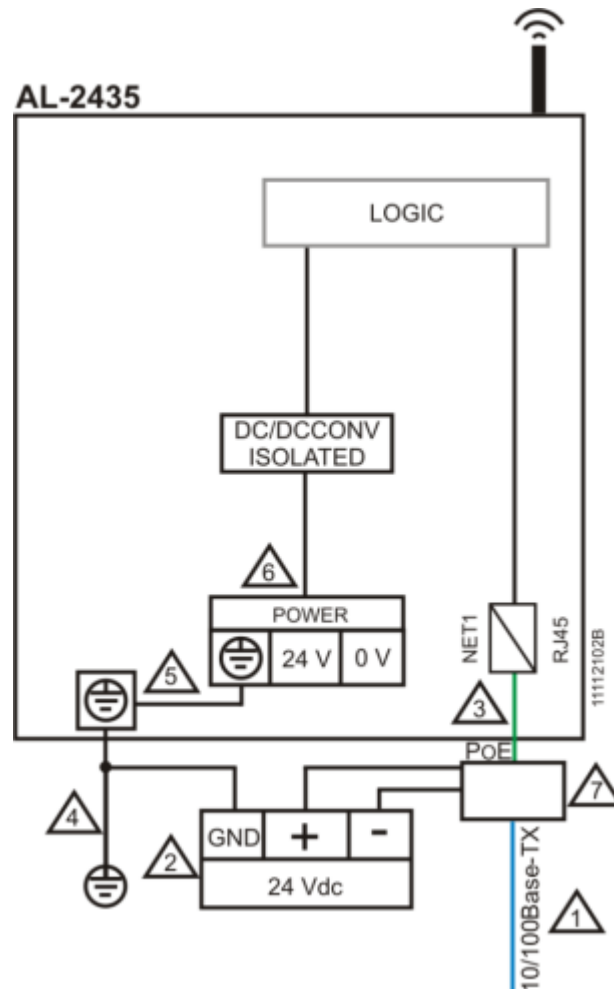 AL-2435
LOGIC
DC/DCCONV
ISOLATED
6
POWER
24 V
0 V
NET1
RJ45
11112102B
5
3
POE
7
4
2
GND
+
-
24 Vdc
10/100Base-TX
1